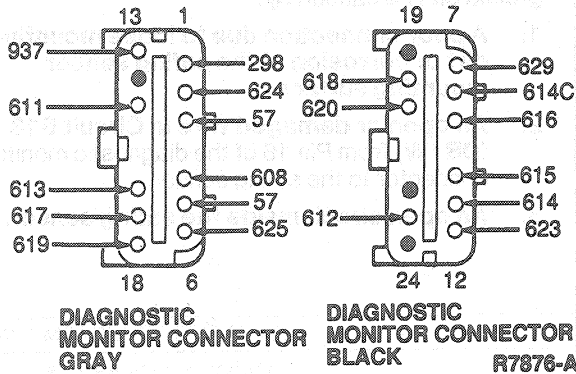 13 1
937 298
624
611 57
613 608
617 57
619 625
18 6
DIAGNOSTIC
MONITOR CONNECTOR
GRAY
19 7
618 629
614C
620 616
615
612 614
623
24 12
DIAGNOSTIC
MONITOR CONNECTOR
BLACK
R7876-A